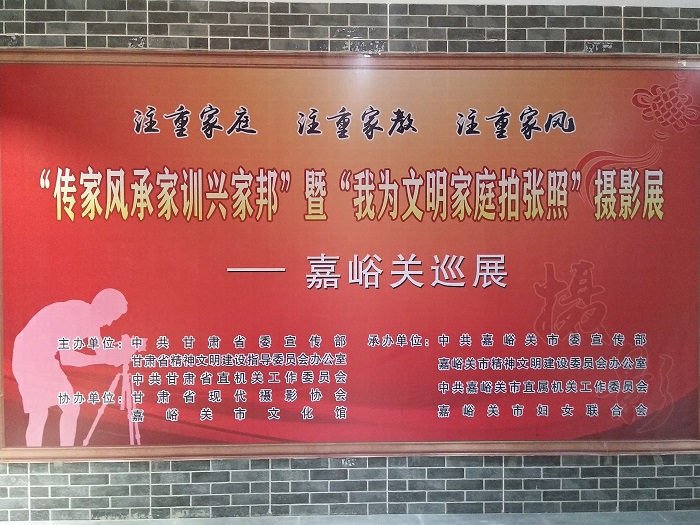 注重家庭 注重家教 注重家风
“传家风承家训兴家邦”暨“我为文明家庭拍张照”摄影展
——嘉峪关巡展
主办单位：中共甘肃省委宣传部
甘肃省精神文明建设指导委员会办公室
中共甘肃省直机关工作委员会
协办单位：甘肃省现代摄影协会
嘉峪关市文化馆
承办单位：中共嘉峪关市委宣传部
嘉峪关市精神文明建设委员会办公室
中共嘉峪关市直属机关工作委员会
嘉峪关市妇女联合会
摄影